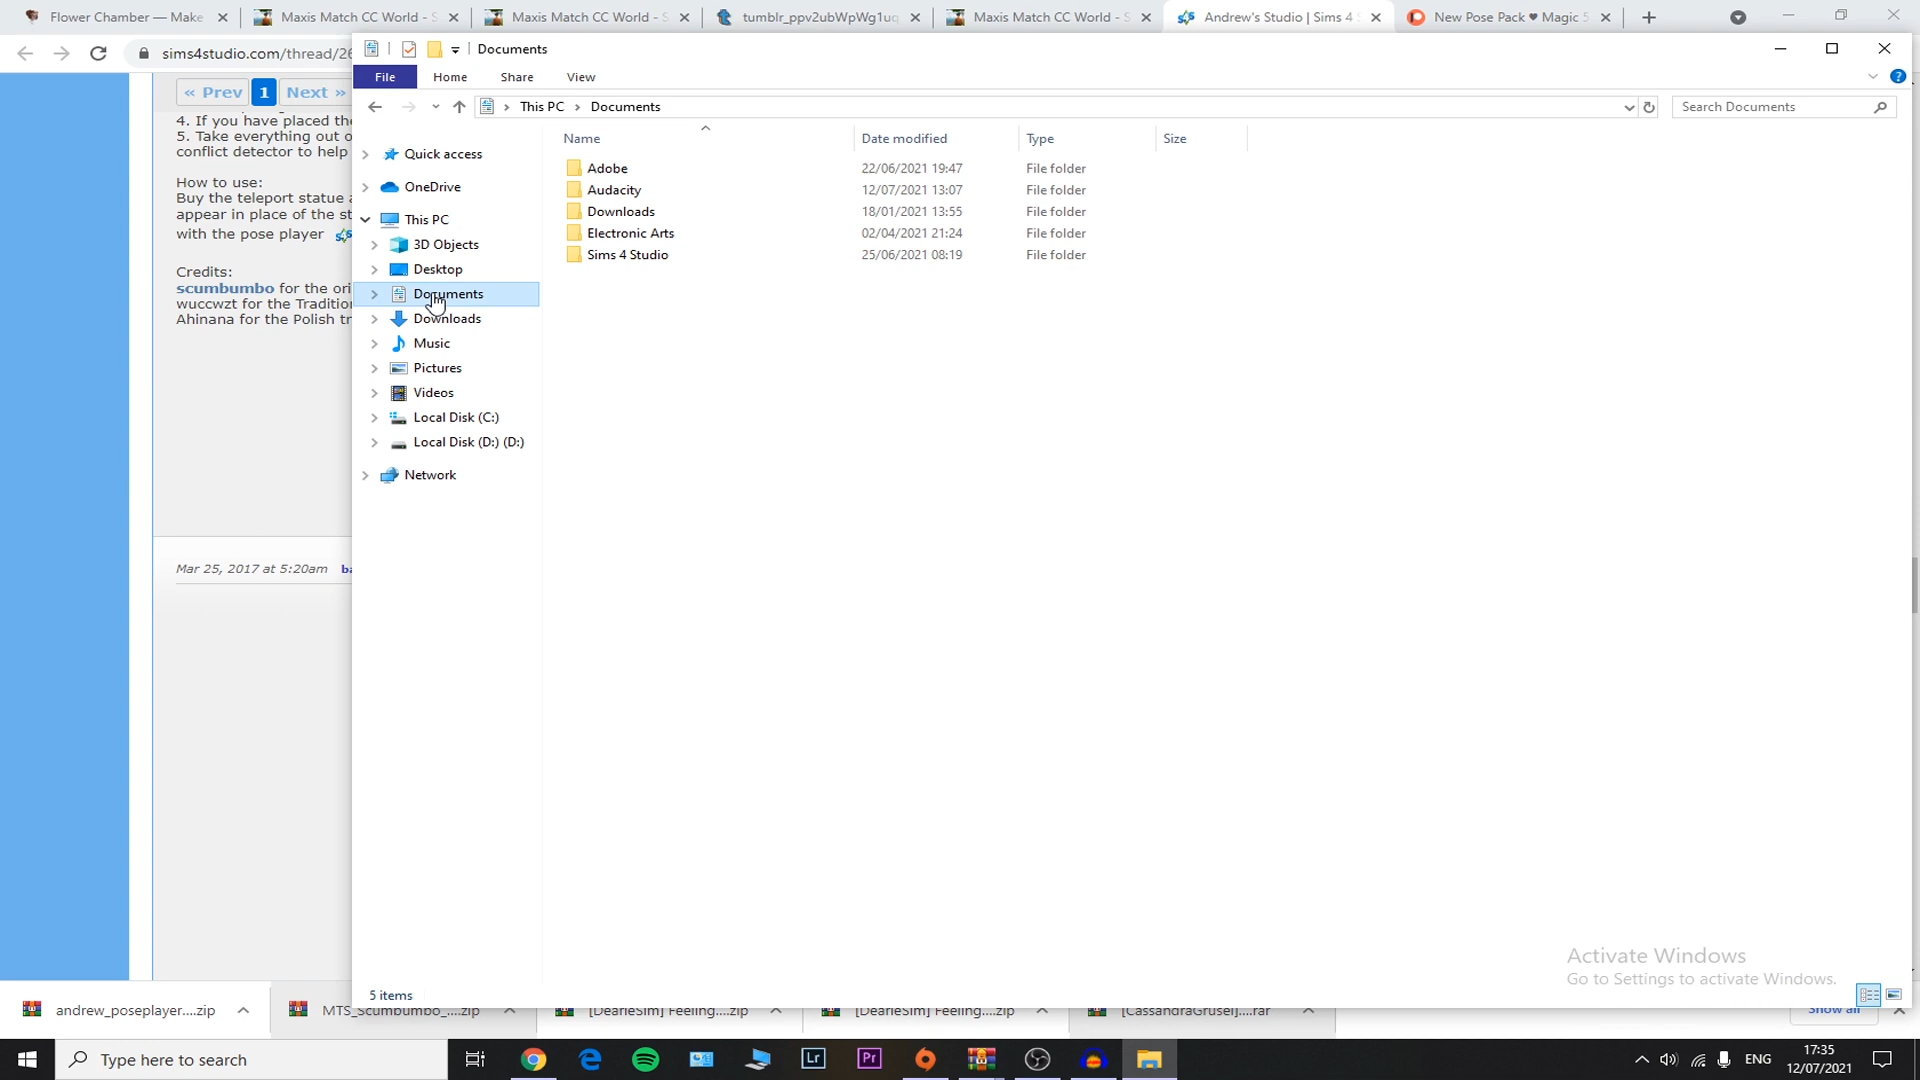 Flower Chamber — Make
Maxis Match CC World - S
Maxis Match CC World - S
tumblr_ppv2ubWpWg1uq
Maxis Match CC World - S
Andrew's Studio | Sims 4
New Pose Pack ♥ Magic
sims4studio.com/thread/26
« Prev 1 Next »
4. If you have placed the
5. Take everything out o
conflict detector to help
How to use:
Buy the teleport statue
appear in place of the st
with the pose player
Credits:
scumbumbo for the ori
wuccwzt for the Traditio
Ahinana for the Polish tr
Mar 25, 2017 at 5:20am
Documents
File Home Share View
This PC > Documents
Search Documents
Quick access
OneDrive
This PC
3D Objects
Desktop
Documents
Downloads
Music
Pictures
Videos
Local Disk (C:)
Local Disk (D:) (D:)
Network
Name Date modified Type Size
Adobe 22/06/2021 19:47 File folder
Audacity 12/07/2021 13:07 File folder
Downloads 18/01/2021 13:55 File folder
Electronic Arts 02/04/2021 21:24 File folder
Sims 4 Studio 25/06/2021 08:19 File folder
Activate Windows
Go to Settings to activate Windows.
5 items
andrew_poseplayer....zip
MTS_Scumbumbo_....zip
[DearieSim] Feeling....zip
[DearieSim] Feeling....zip
[CassandraGrusel]....rar
Show all
Type here to search
Lr
Pr
ENG
17:35
12/07/2021